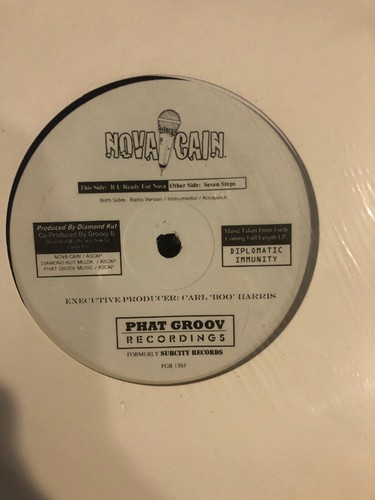 NOVA CAIN
This Side: R U Ready For Nova Other Side: Seven Steps
Both Sides: Radio Version / Instrumental / Accapella
Produced By Diamond Kut
Co-Produced By Groovy B
NOVA CAIN / ASCAP
DIAMOND KUT MUZIK / ASCAP
PHAT GROOV MUSIC / ASCAP
Music Taken From Forth
Coming Full Length LP:
DIPLOMATIC
IMMUNITY
EXECUTIVE PRODUCER: CARL 'BOO' HARRIS
PHAT GROOV
RECORDINGS
FORMERLY SUBCITY RECORDS
PGR 1303